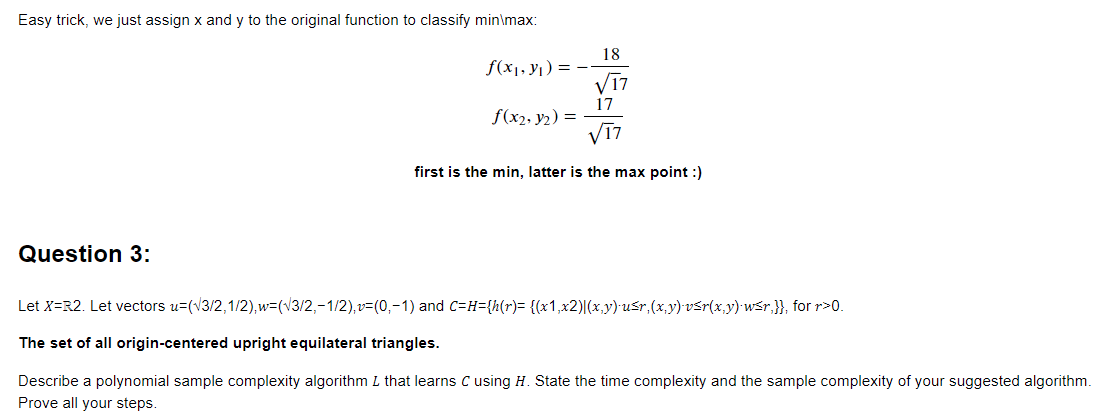 Easy trick, we just assign x and y to the original function to classify min\max:
f(x₁, y₁) = −18/√17
f(x₂, y₂) = 17/√17
first is the min, latter is the max point :)
Question 3:
Let X=ℝ2. Let vectors u=(√3/2,1/2),w=(√3/2,−1/2),v=(0,−1) and C=H={h(r)= {(x1,x2)|(x,y)·u≤r,(x,y)·v≤r(x,y)·w≤r,}}, for r>0.
The set of all origin-centered upright equilateral triangles.
Describe a polynomial sample complexity algorithm L that learns C using H. State the time complexity and the sample complexity of your suggested algorithm.
Prove all your steps.